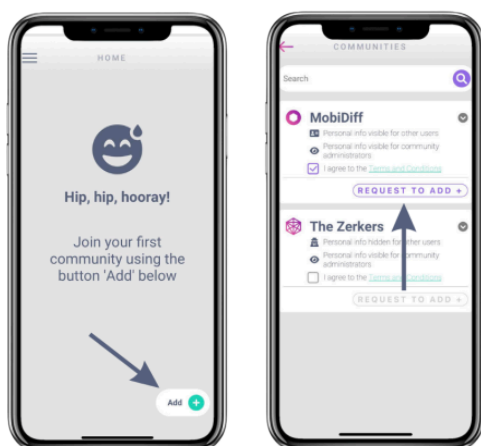 HOME
Hip, hip, hooray!
Join your first
community using the
button 'Add' below
Add
COMMUNITIES
Search
MobiDiff
Personal info visible for other users
Personal info visible for community
administrators
I agree to the Terms and Conditions
REQUEST TO ADD +
The Zerkers
Personal info hidden for other users
Personal info visible for community
administrators
I agree to the Terms and Conditions
REQUEST TO ADD +